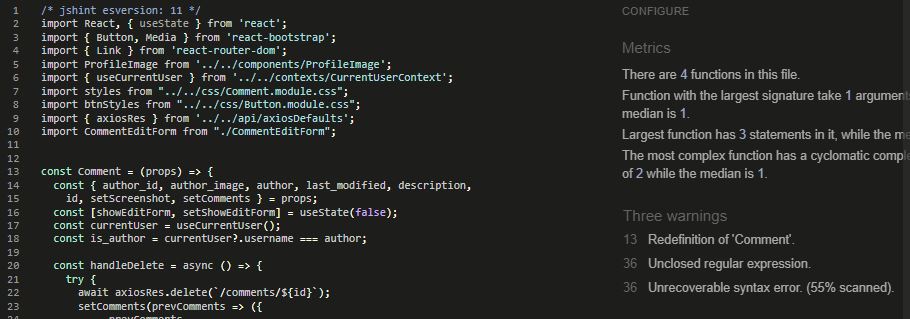 1 /* jshint esversion: 11 */
2 import React, { useState } from 'react';
3 import { Button, Media } from 'react-bootstrap';
4 import { Link } from 'react-router-dom';
5 import ProfileImage from '../../components/ProfileImage';
6 import { useCurrentUser } from '../../contexts/CurrentUserContext';
7 import styles from "../../css/Comment.module.css";
8 import btnStyles from "../../css/Button.module.css";
9 import { axiosRes } from '../../api/axiosDefaults';
10 import CommentEditForm from "./CommentEditForm";
11
12
13 const Comment = (props) => {
14 const { author_id, author_image, author, last_modified, description,
15 id, setScreenshot, setComments } = props;
16 const [showEditForm, setShowEditForm] = useState(false);
17 const currentUser = useCurrentUser();
18 const is_author = currentUser?.username === author;
19
20 const handleDelete = async () => {
21 try {
22 await axiosRes.delete(`/comments/${id}`);
23 setComments(prevComments => ({
CONFIGURE
Metrics
There are 4 functions in this file.
Function with the largest signature take 1 argument
median is 1.
Largest function has 3 statements in it, while the
The most complex function has a cyclomatic
of 2 while the median is 1.
Three warnings
13 Redefinition of 'Comment'.
36 Unclosed regular expression.
36 Unrecoverable syntax error. (55% scanned).